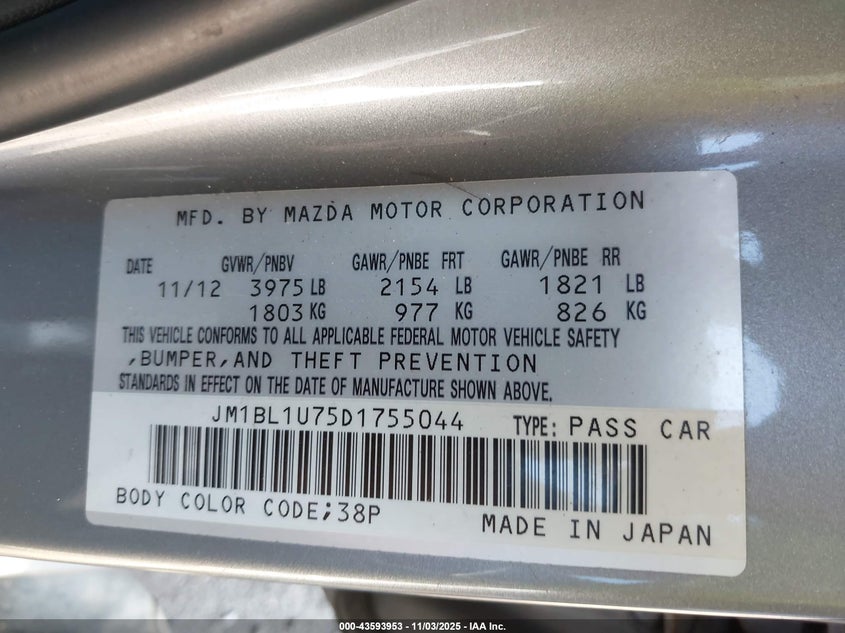 MFD. BY MAZDA MOTOR CORPORATION
DATE GVWR/PNBV GAWR/PNBE FRT GAWR/PNBE RR
11/12 3975 LB 2154 LB 1821 LB
1803 KG 977 KG 826 KG
THIS VEHICLE CONFORMS TO ALL APPLICABLE FEDERAL MOTOR VEHICLE SAFETY
,BUMPER,AND THEFT PREVENTION
STANDARDS IN EFFECT ON THE DATE OF MANUFACTURE SHOWN ABOVE.
JM1BL1U75D1755044 TYPE: PASS CAR
BODY COLOR CODE;38P
MADE IN JAPAN
000-43593953 - 11/03/2025 - IAA Inc.